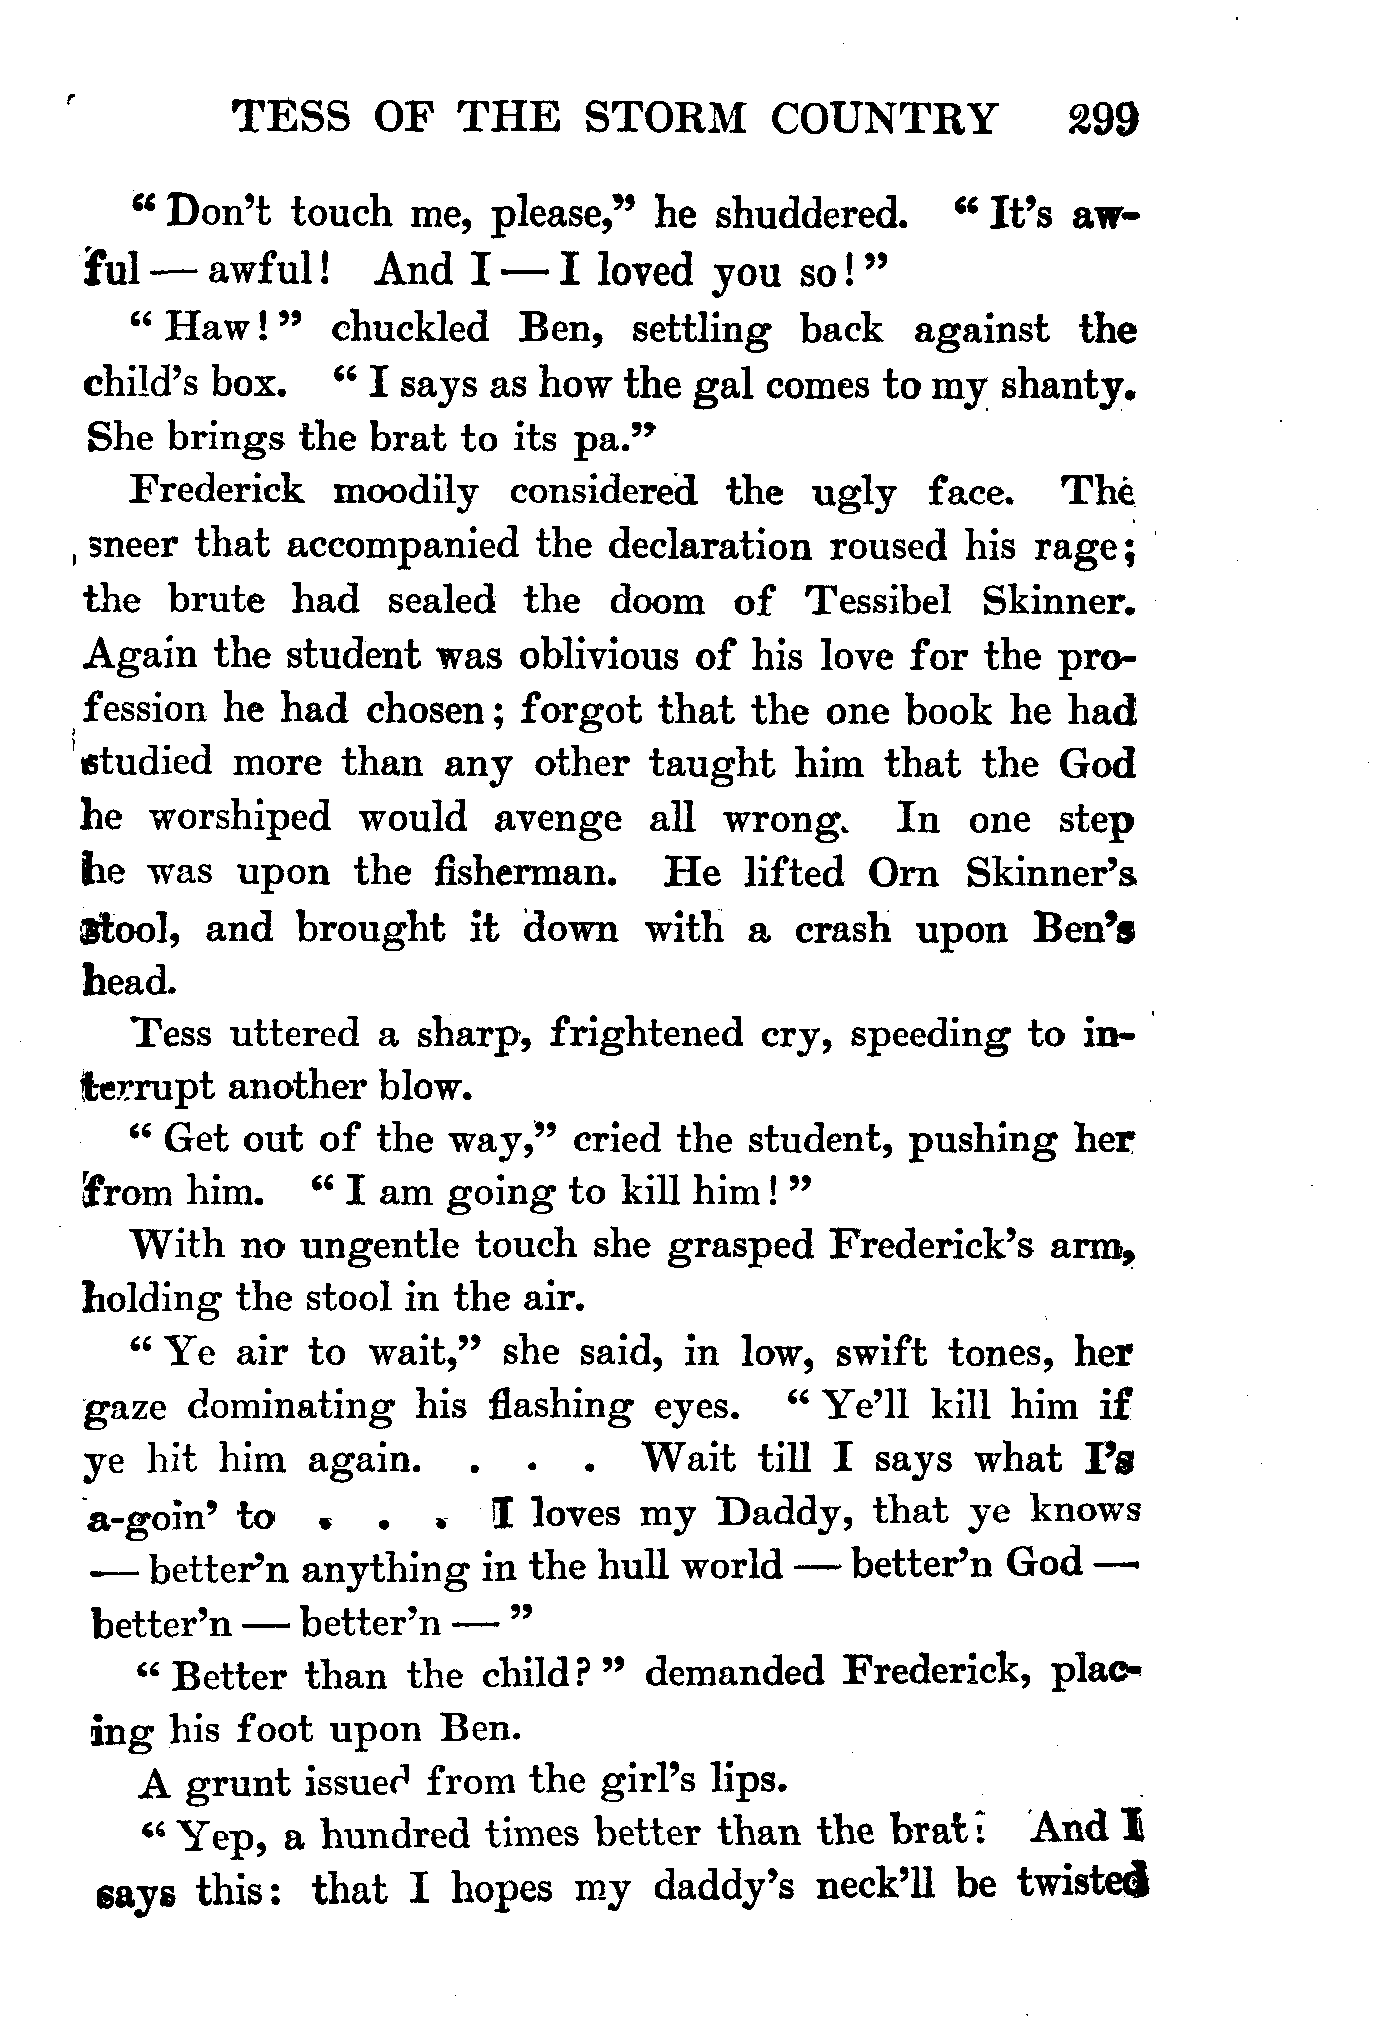 TESS OF THE STORM COUNTRY 299
"Don't touch me, please," he shuddered. "It's aw-
ful — awful! And I — I loved you so!"
"Haw!" chuckled Ben, settling back against the
child's box. "I says as how the gal comes to my shanty.
She brings the brat to its pa."
Frederick moodily considered the ugly face. The
sneer that accompanied the declaration roused his rage;
the brute had sealed the doom of Tessibel Skinner.
Again the student was oblivious of his love for the pro-
fession he had chosen; forgot that the one book he had
studied more than any other taught him that the God
he worshiped would avenge all wrong. In one step
he was upon the fisherman. He lifted Orn Skinner's
stool, and brought it down with a crash upon Ben's
head.
Tess uttered a sharp, frightened cry, speeding to in-
terrupt another blow.
"Get out of the way," cried the student, pushing her
from him. "I am going to kill him!"
With no ungentle touch she grasped Frederick's arm,
holding the stool in the air.
"Ye air to wait," she said, in low, swift tones, her
gaze dominating his flashing eyes. "Ye'll kill him if
ye hit him again. . . . Wait till I says what I's
a-goin' to . . . I loves my Daddy, that ye knows
— better'n anything in the hull world — better'n God —
better'n — better'n — "
"Better than the child?" demanded Frederick, plac-
ing his foot upon Ben.
A grunt issued from the girl's lips.
"Yep, a hundred times better than the brat! And I
says this: that I hopes my daddy's neck'll be twisted